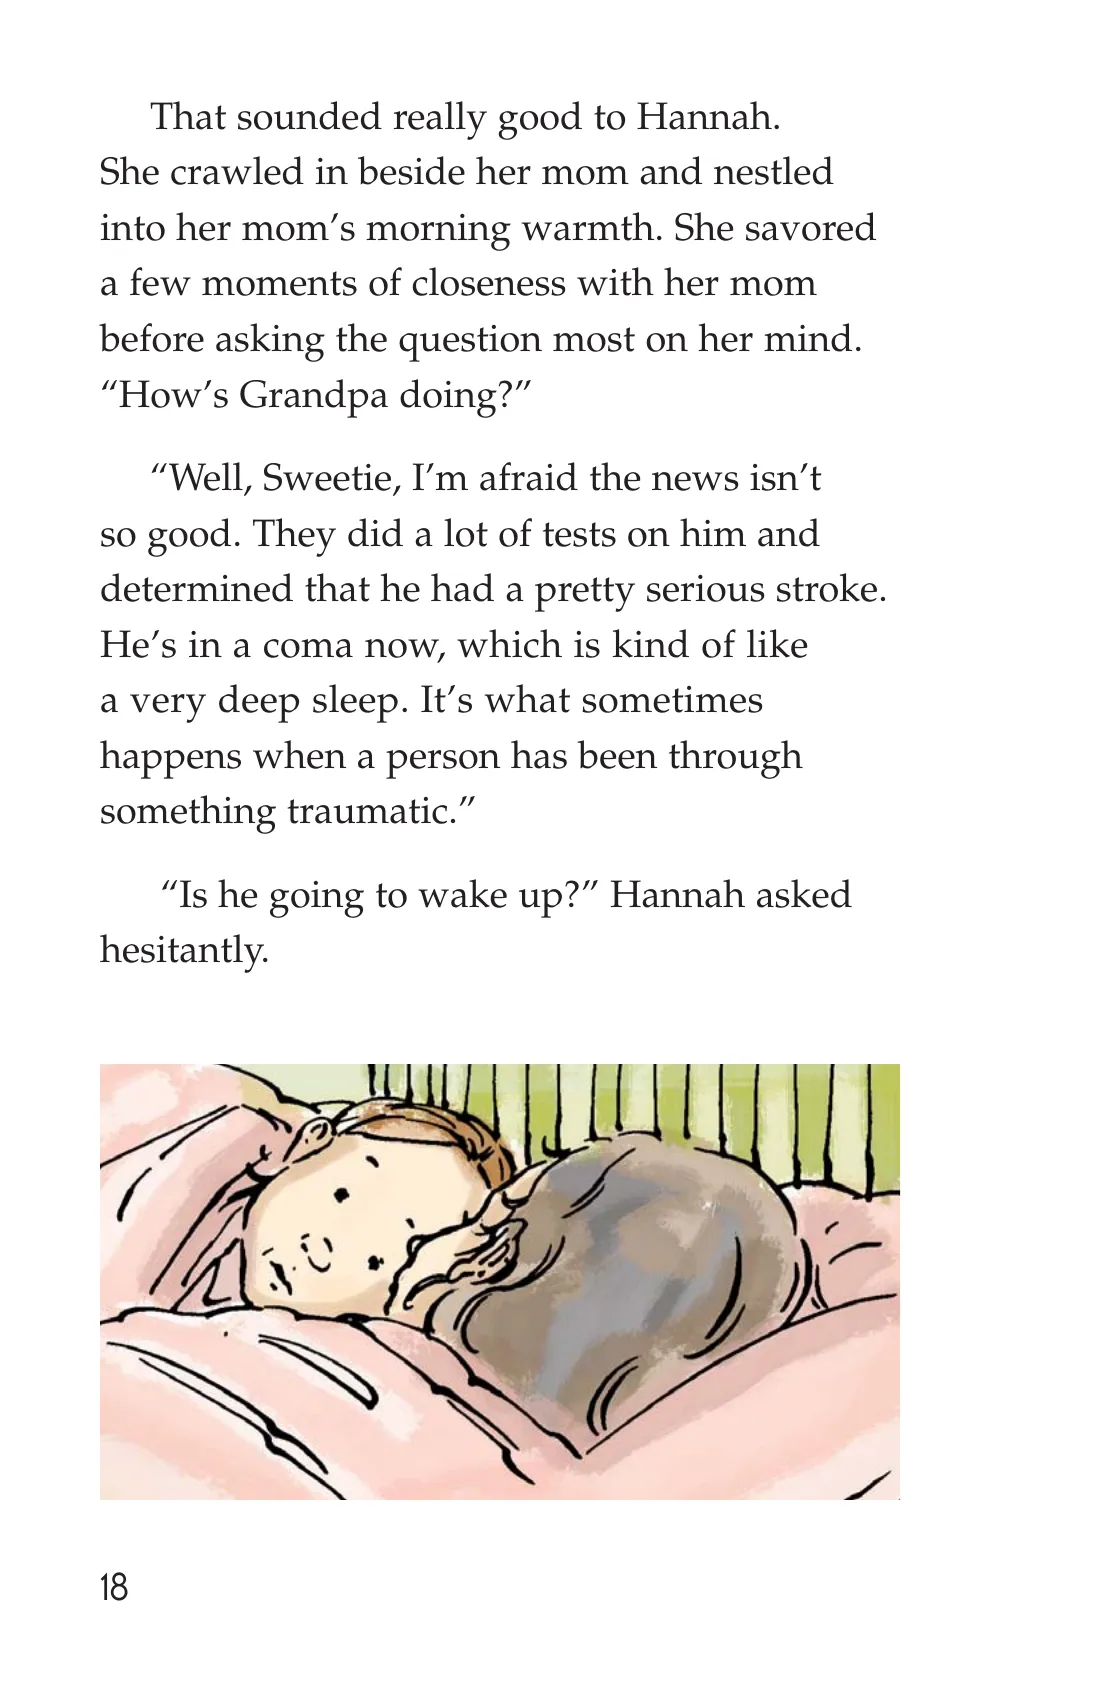 That sounded really good to Hannah.
She crawled in beside her mom and nestled
into her mom’s morning warmth. She savored
a few moments of closeness with her mom
before asking the question most on her mind.
“How’s Grandpa doing?”
“Well, Sweetie, I’m afraid the news isn’t
so good. They did a lot of tests on him and
determined that he had a pretty serious stroke.
He’s in a coma now, which is kind of like
a very deep sleep. It’s what sometimes
happens when a person has been through
something traumatic.”
“Is he going to wake up?” Hannah asked
hesitantly.
18